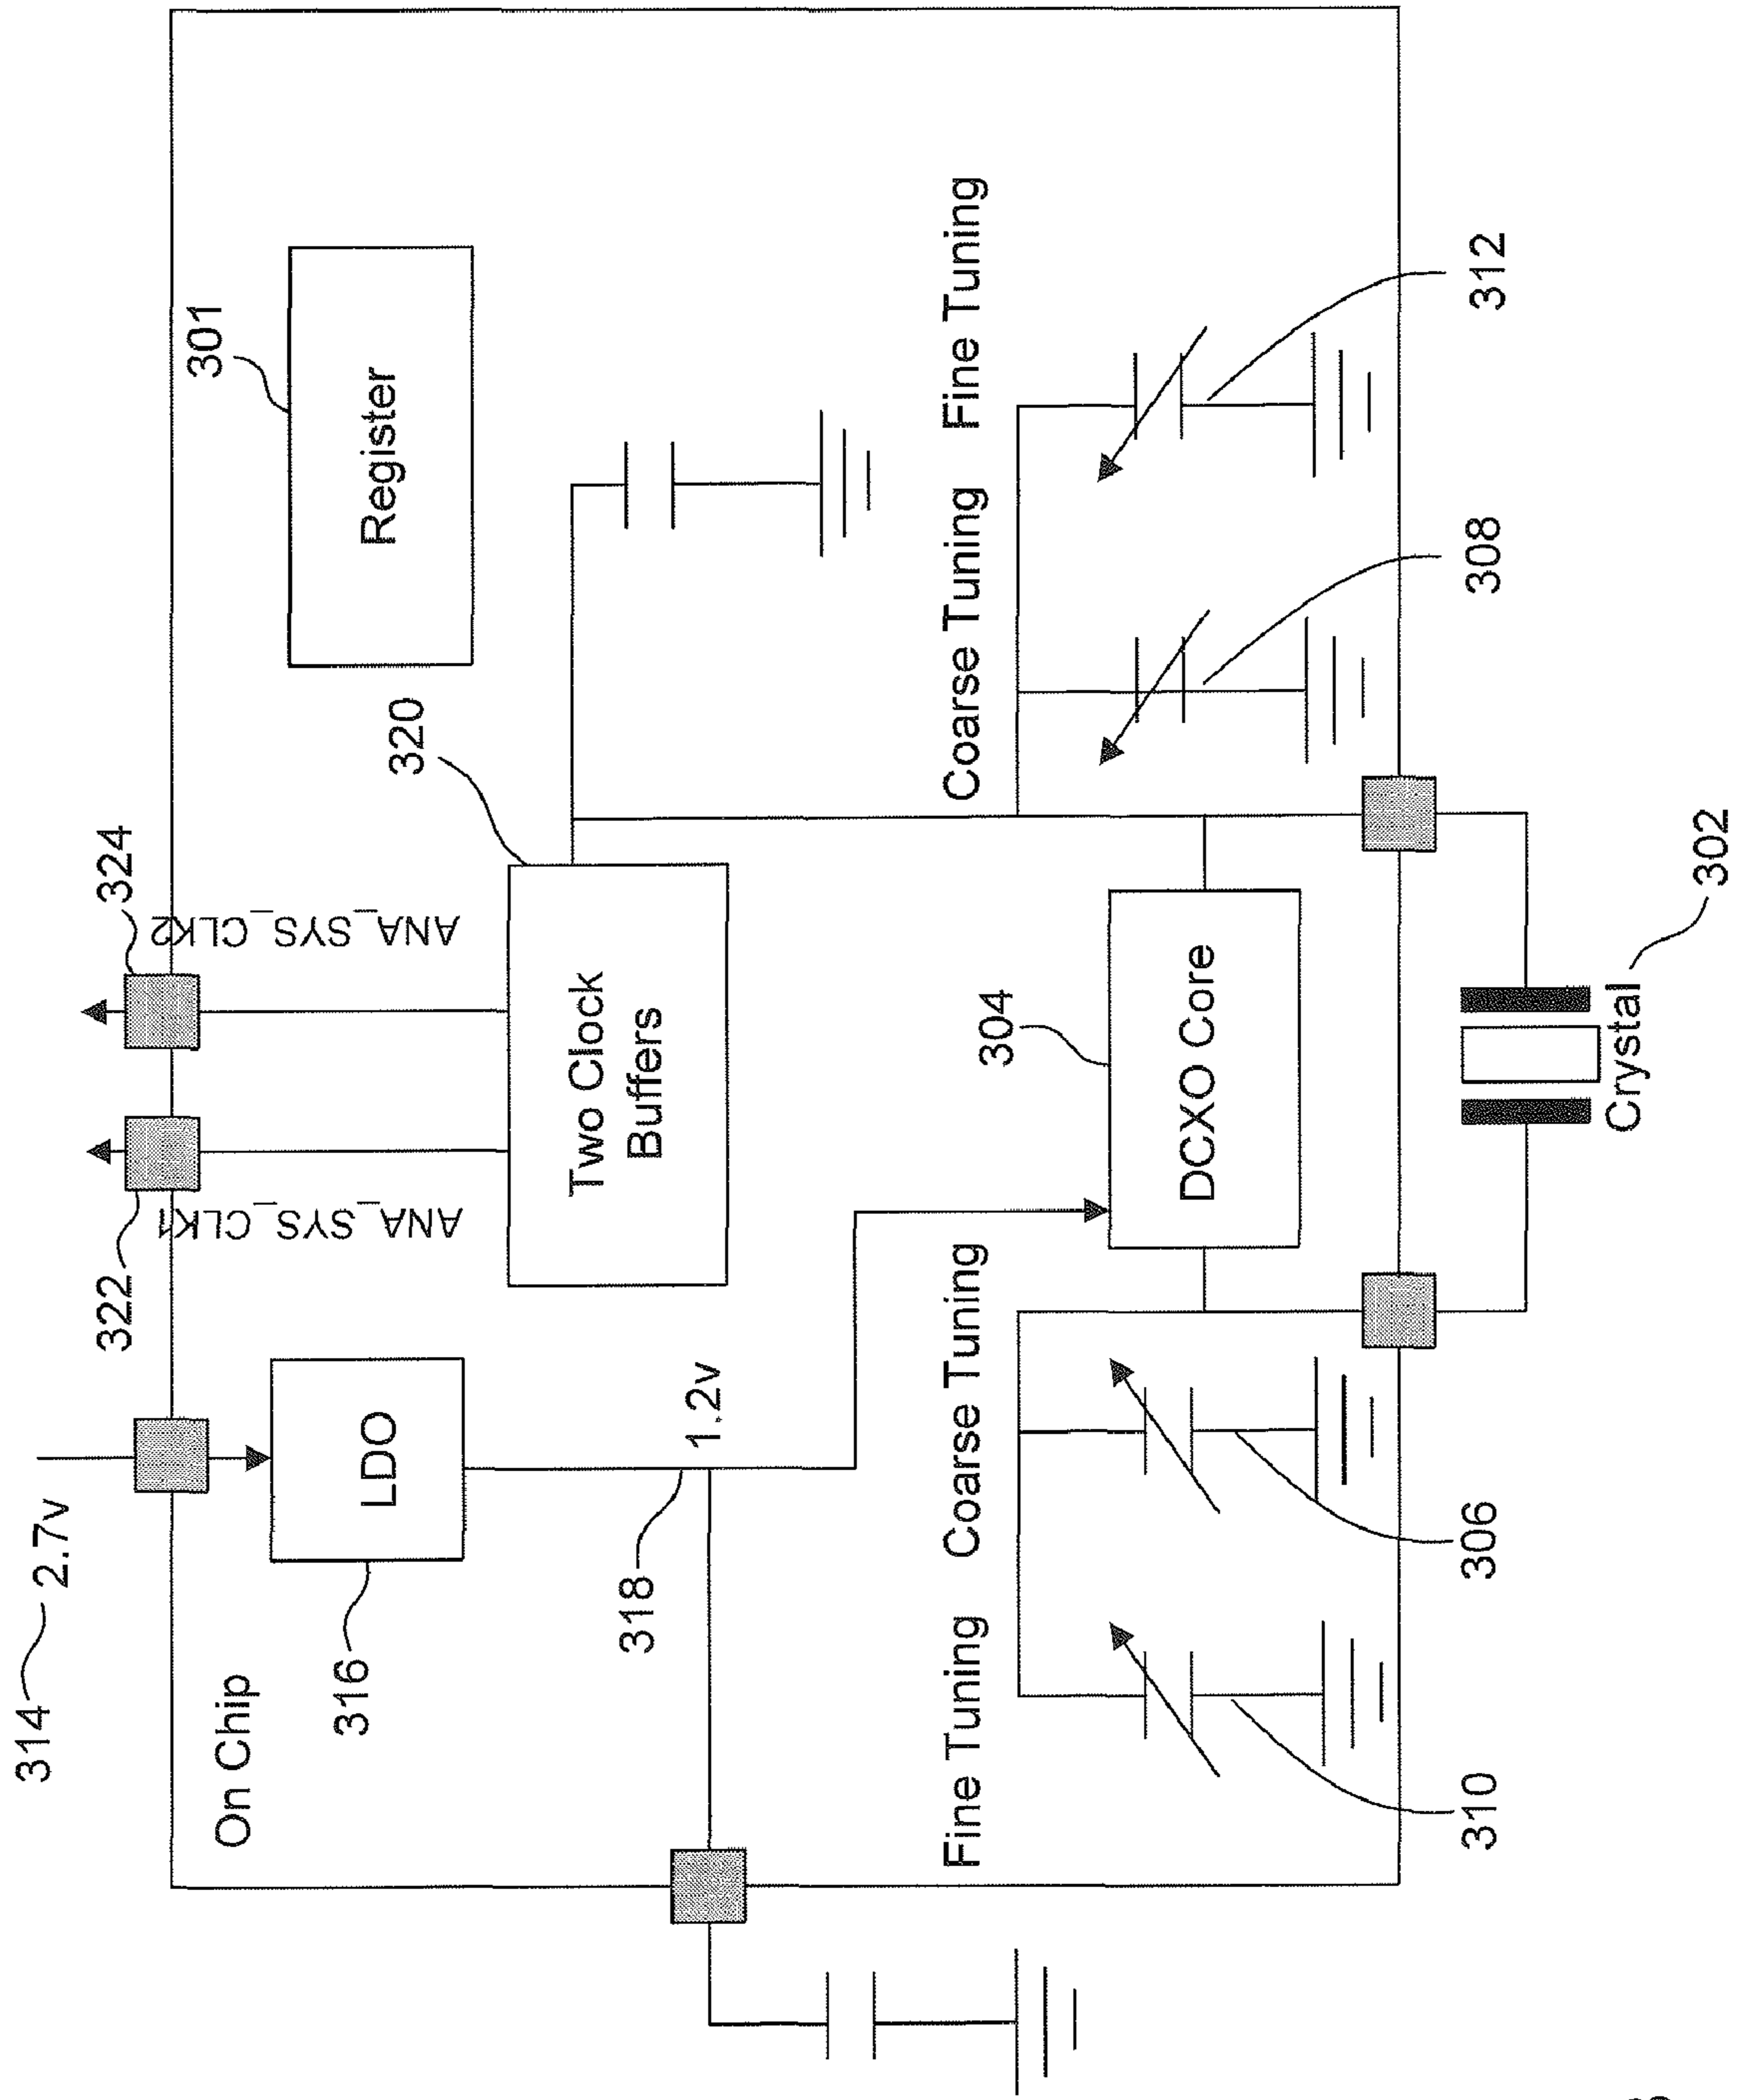 314 2.7v
On Chip
316
LDO
318
1.2v
322
ANA_SYS_CLK1
324
ANA_SYS_CLK2
320
Two Clock
Buffers
301
Register
Fine Tuning
Coarse Tuning
Coarse Tuning
Fine Tuning
304
DCXO Core
310
306
308
312
Crystal
302